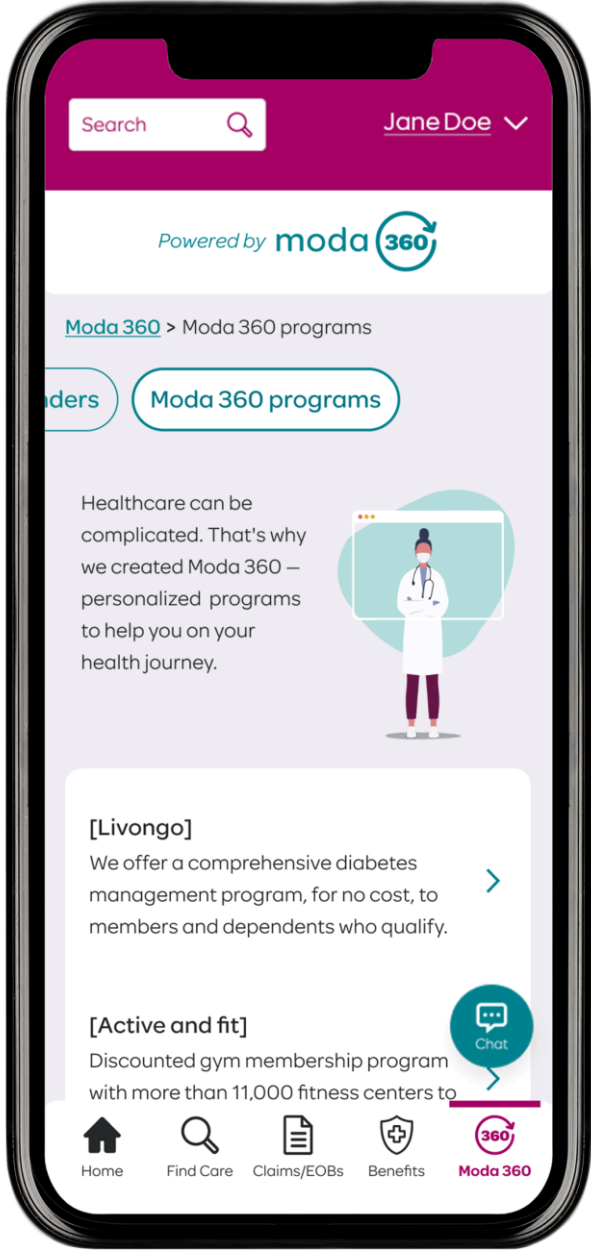 Search
Jane Doe
Powered by moda 360
Moda 360 > Moda 360 programs
ders
Moda 360 programs
Healthcare can be
complicated. That's why
we created Moda 360 –
personalized programs
to help you on your
health journey.
[Livongo]
We offer a comprehensive diabetes
management program, for no cost, to
members and dependents who qualify.
[Active and fit]
Discounted gym membership program
with more than 11,000 fitness centers to
Chat
Home
Find Care
Claims/EOBs
Benefits
360
Moda 360